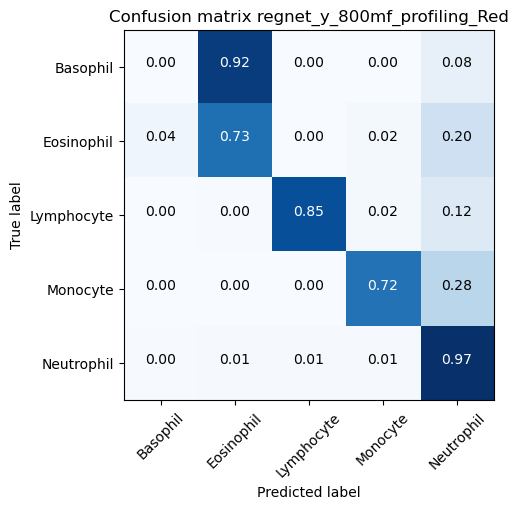 Confusion matrix regnet_y_800mf_profiling_Red
True label
Basophil 0.00 0.92 0.00 0.00 0.08
Eosinophil 0.04 0.73 0.00 0.02 0.20
Lymphocyte 0.00 0.00 0.85 0.02 0.12
Monocyte 0.00 0.00 0.00 0.72 0.28
Neutrophil 0.00 0.01 0.01 0.01 0.97
Basophil Eosinophil Lymphocyte Monocyte Neutrophil
Predicted label